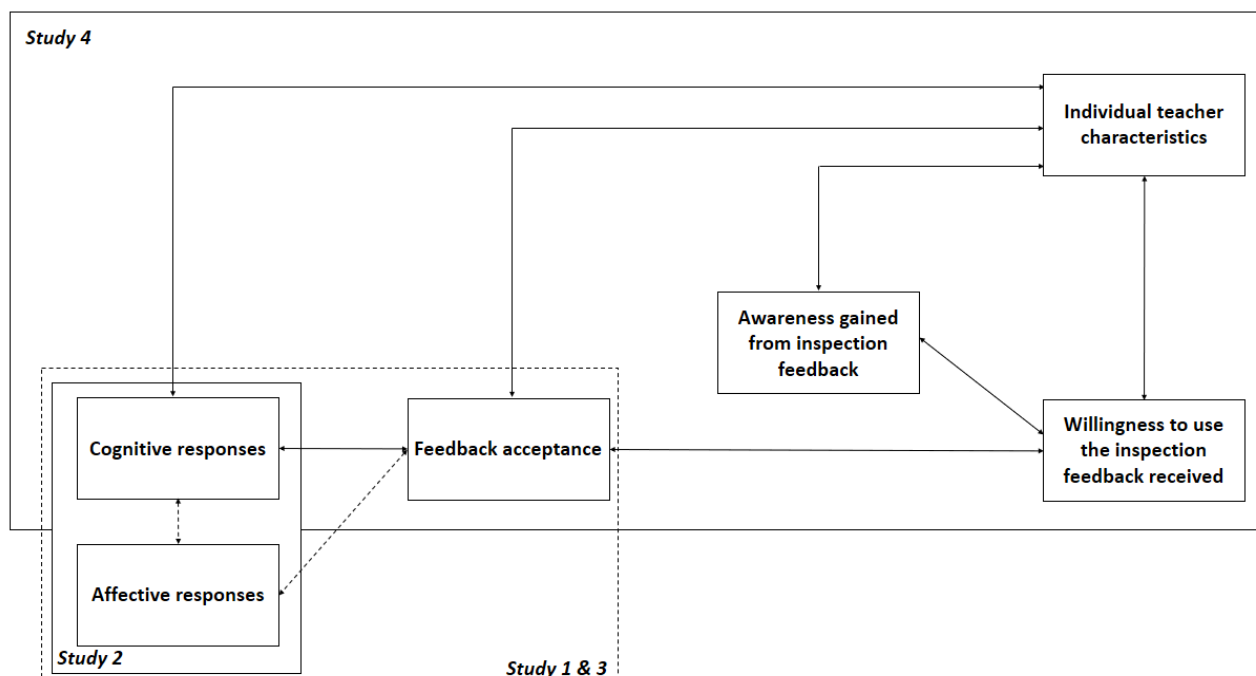 Study 4
Individual teacher
characteristics
Awareness gained
from inspection
feedback
Cognitive responses
Feedback acceptance
Willingness to use
the inspection
feedback received
Affective responses
Study 2
Study 1 & 3